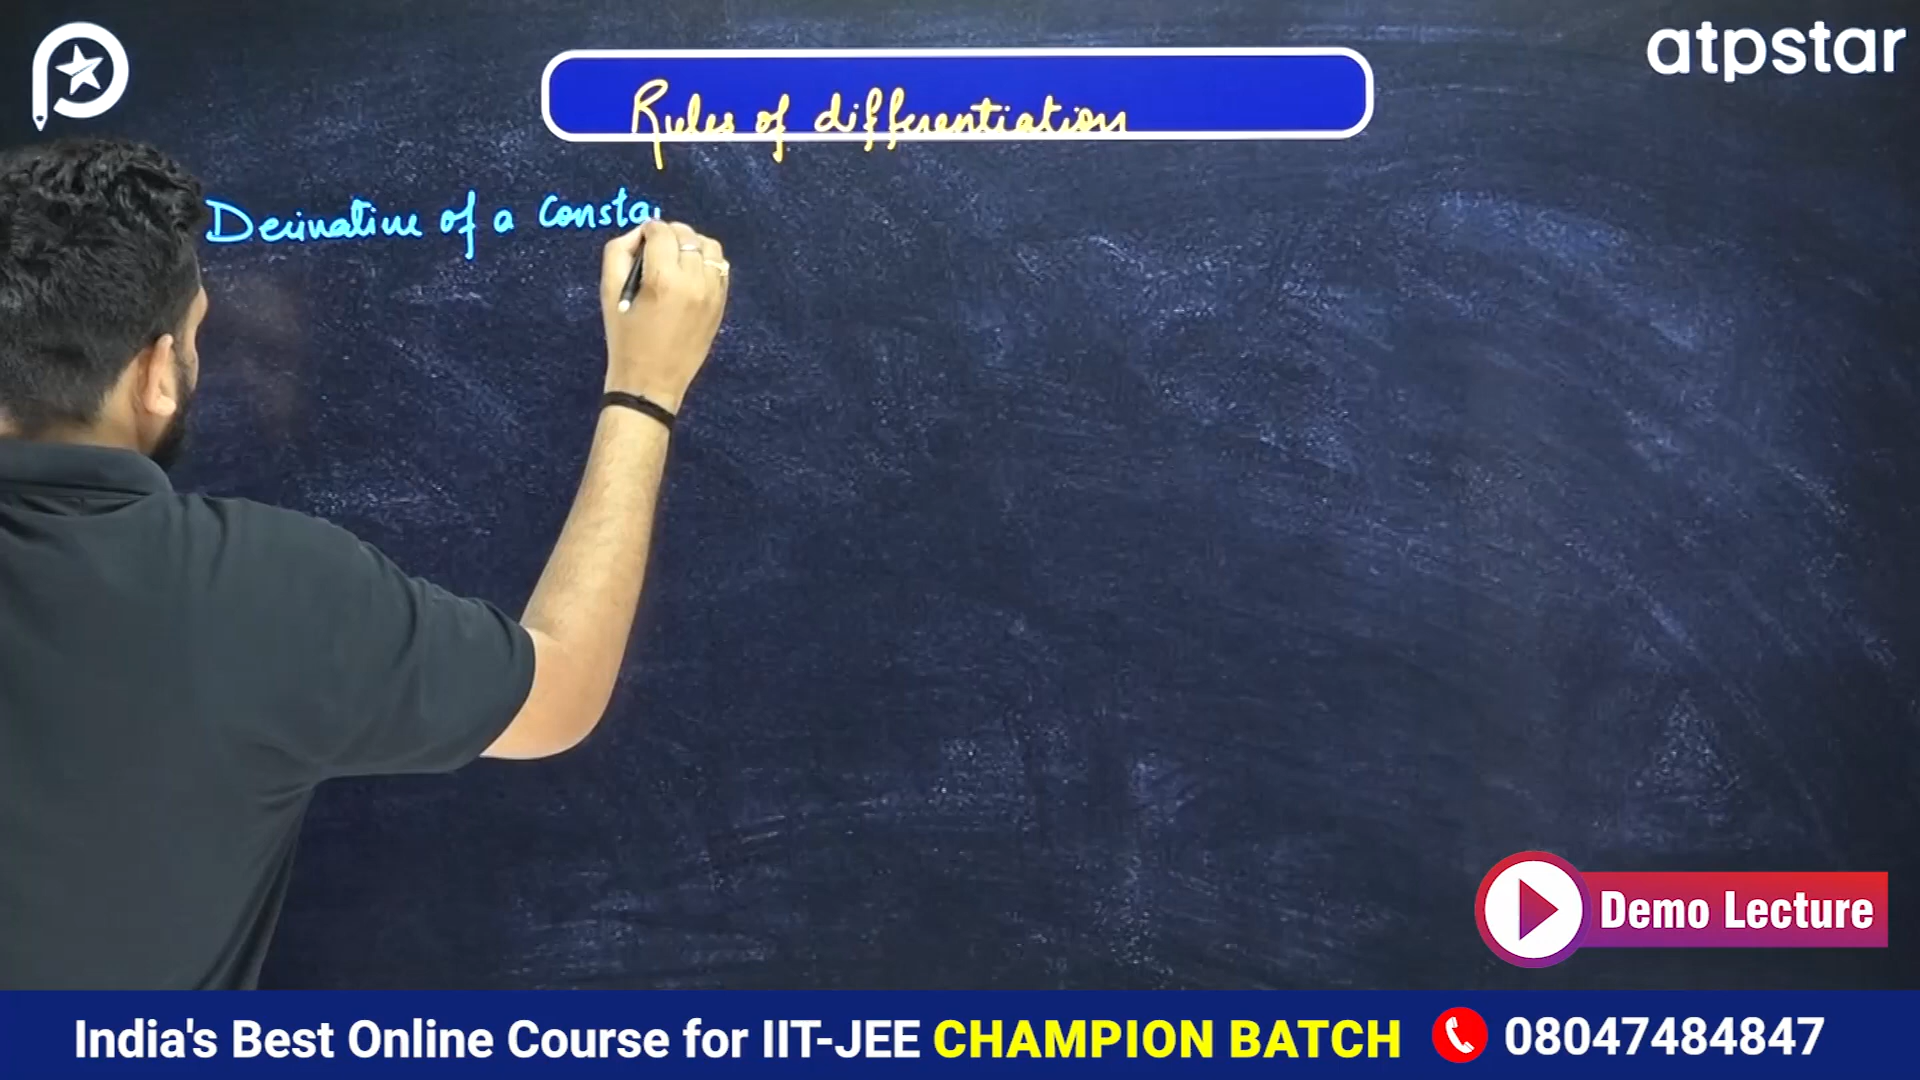 atpstar
Rules of differentiation
Derivative of a Consta
Demo Lecture
India's Best Online Course for IIT-JEE CHAMPION BATCH 08047484847